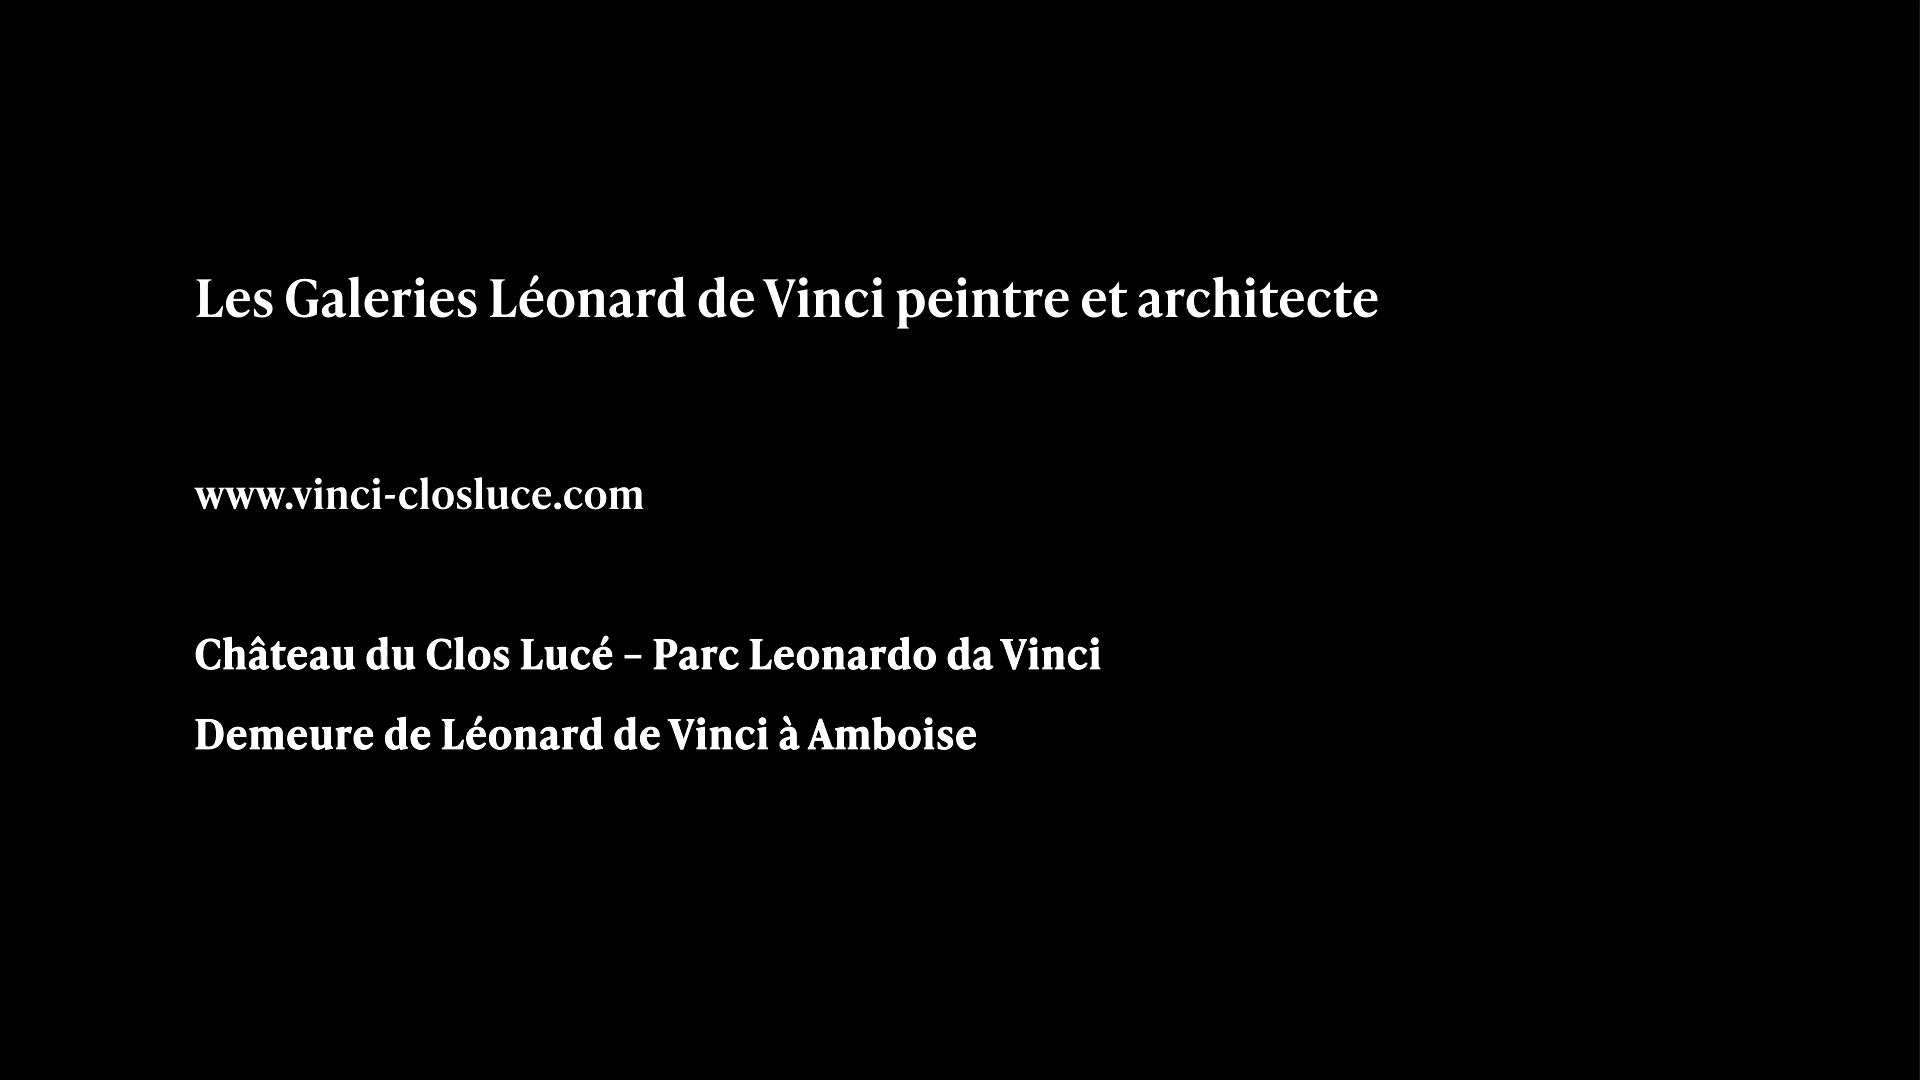 Les Galeries Léonard de Vinci peintre et architecte
www.vinci-closluce.com
Château du Clos Lucé – Parc Leonardo da Vinci
Demeure de Léonard de Vinci à Amboise